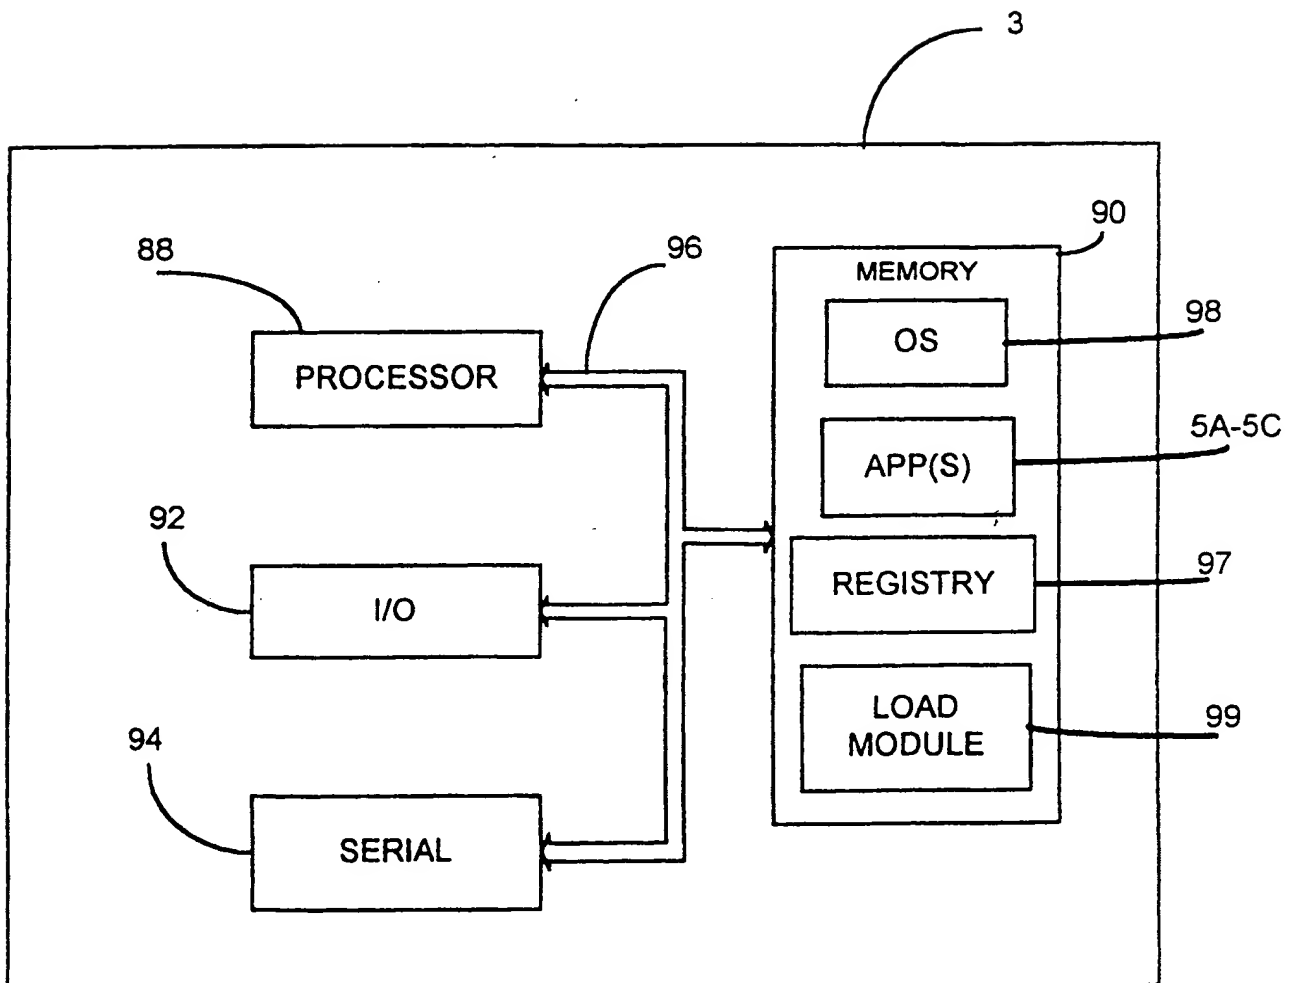 3
90
88
96
MEMORY
98
OS
PROCESSOR
5A-5C
APP(S)
92
97
REGISTRY
I/O
LOAD
MODULE
99
94
SERIAL